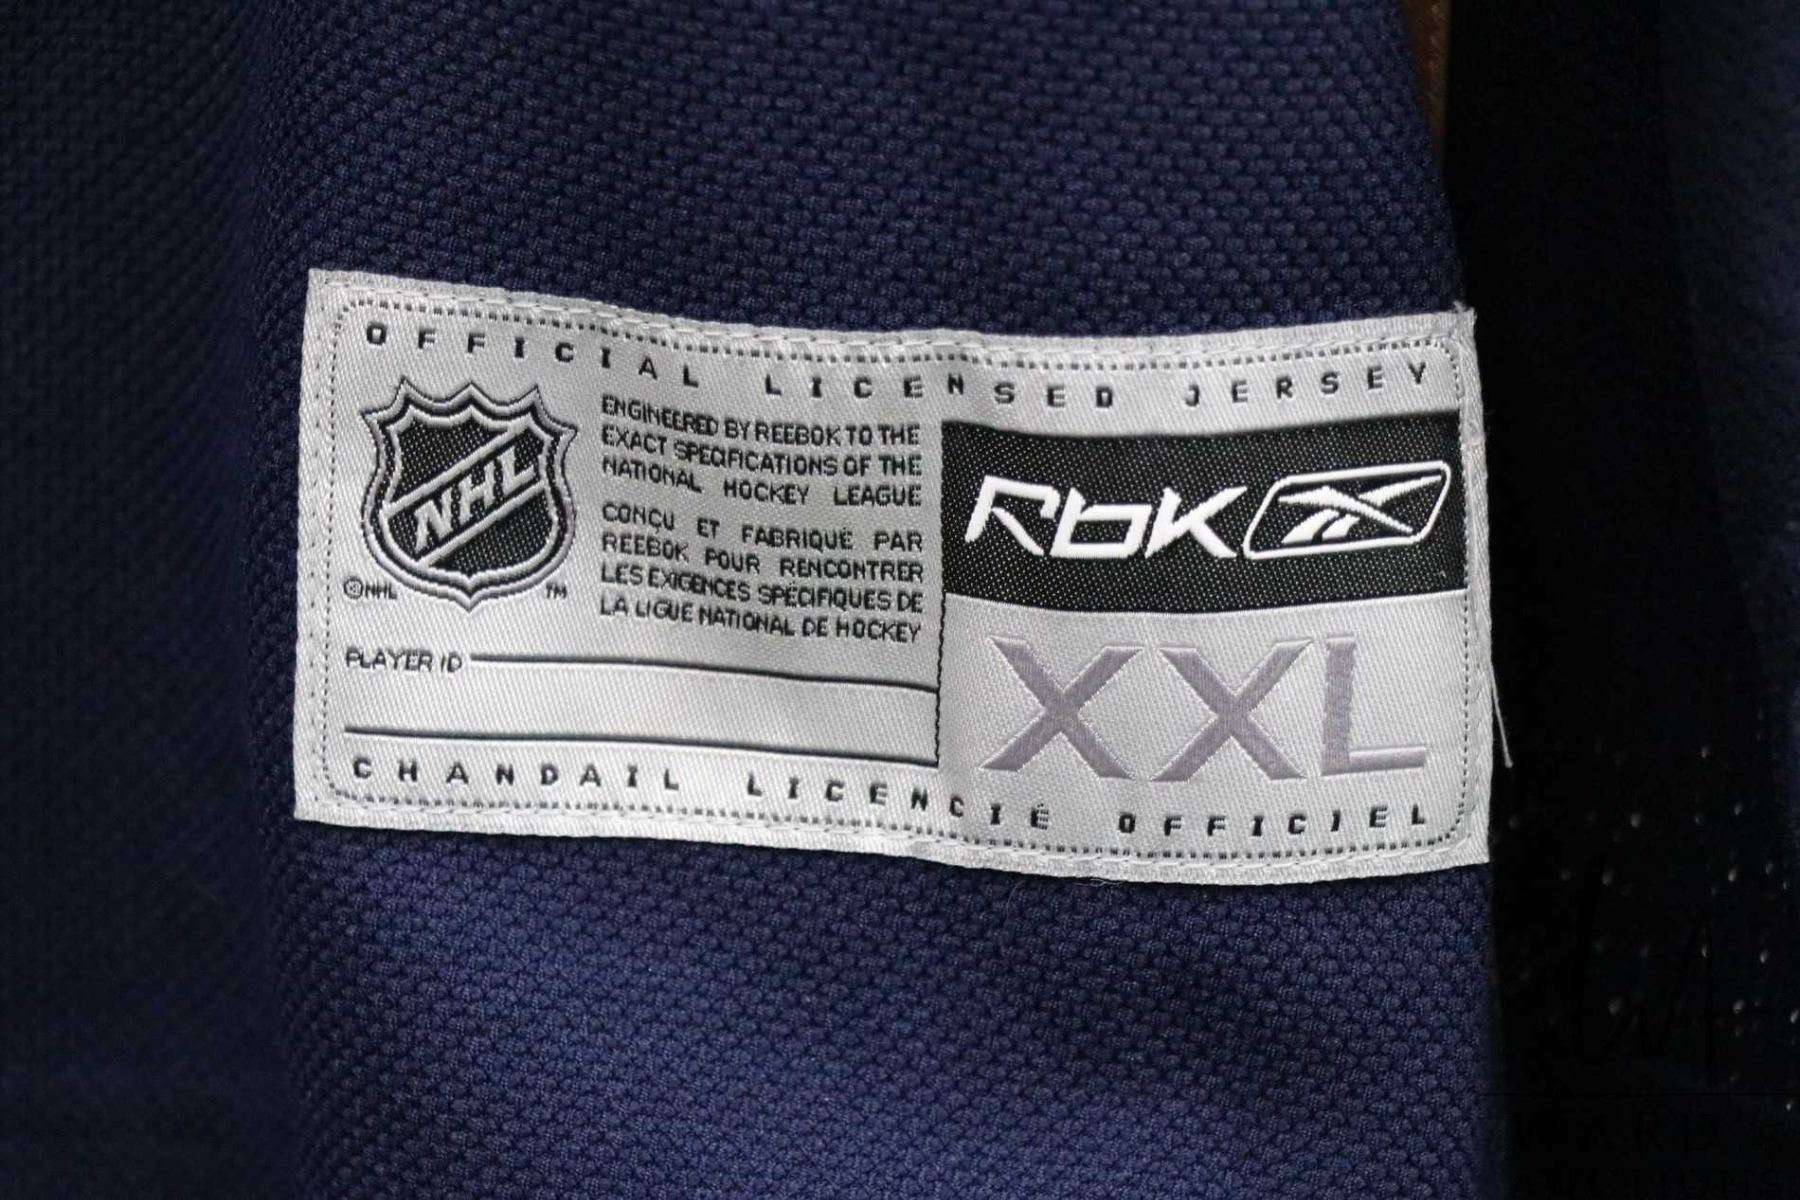 OFFICIAL LICENSED JERSEY
NHL
©NHL
TM
ENGINEERED BY REEBOK TO THE
EXACT SPECIFICATIONS OF THE
NATIONAL HOCKEY LEAGUE
CONÇU ET FABRIQUÉ PAR
REEBOK POUR RENCONTRER
LES EXIGENCES SPÉCIFIQUES DE
LA LIGUE NATIONAL DE HOCKEY
PLAYER ID
Rbk
XXL
CHANDAIL LICENCIÉ OFFICIEL